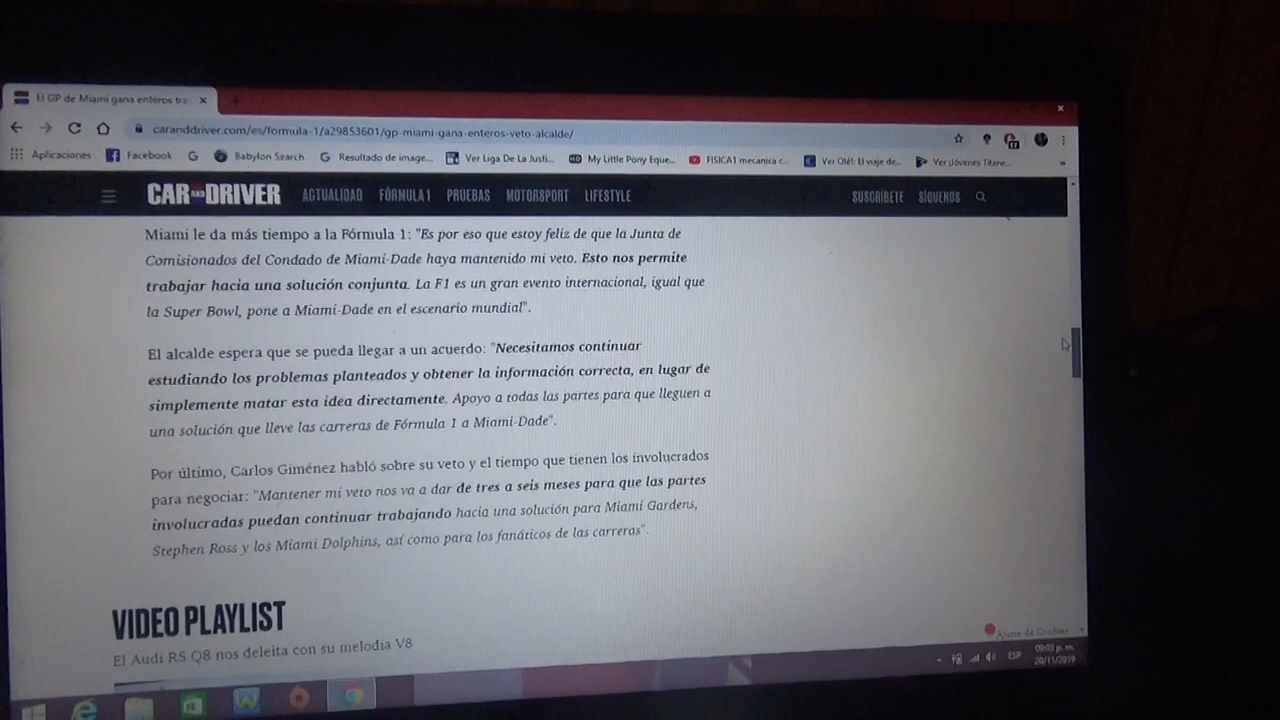 El GP de Miami gana enteros tra
caranddriver.com/es/formula-1/a29853601/gp-miami-gana-enteros-veto-alcalde/
Aplicaciones Facebook Babylon Search Resultado de image... Ver Liga De La Justi... My Little Pony Eque... FISICA1 mecanica c... Ver Olé!: El viaje de... Ver ¡Jóvenes Titane... »
CAR AND DRIVER ACTUALIDAD FÓRMULA 1 PRUEBAS MOTORSPORT LIFESTYLE SUSCRÍBETE SÍGUENOS
Miami le da más tiempo a la Fórmula 1: "Es por eso que estoy feliz de que la Junta de
Comisionados del Condado de Miami-Dade haya mantenido mi veto. Esto nos permite
trabajar hacia una solución conjunta. La F1 es un gran evento internacional, igual que
la Super Bowl, pone a Miami-Dade en el escenario mundial".
El alcalde espera que se pueda llegar a un acuerdo: "Necesitamos continuar
estudiando los problemas planteados y obtener la información correcta, en lugar de
simplemente matar esta idea directamente. Apoyo a todas las partes para que lleguen a
una solución que lleve las carreras de Fórmula 1 a Miami-Dade".
Por último, Carlos Giménez habló sobre su veto y el tiempo que tienen los involucrados
para negociar: "Mantener mi veto nos va a dar de tres a seis meses para que las partes
involucradas puedan continuar trabajando hacia una solución para Miami Gardens,
Stephen Ross y los Miami Dolphins, así como para los fanáticos de las carreras".
VIDEO PLAYLIST
El Audi RS Q8 nos deleita con su melodía V8
Ajuste de Cookies
ESP
09:03 p. m.
20/11/2019